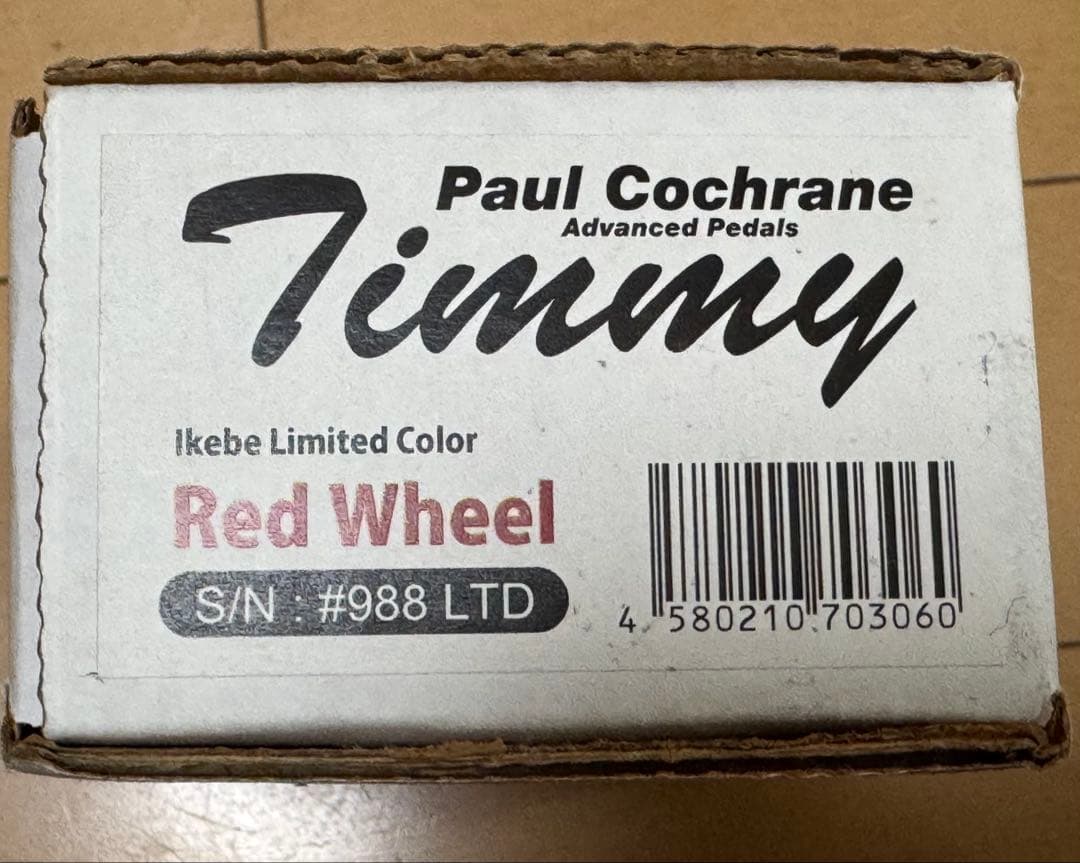 Paul Cochrane
Advanced Pedals
Timmy
Ikebe Limited Color
Red Wheel
S/N : #988 LTD
4 580210 703060